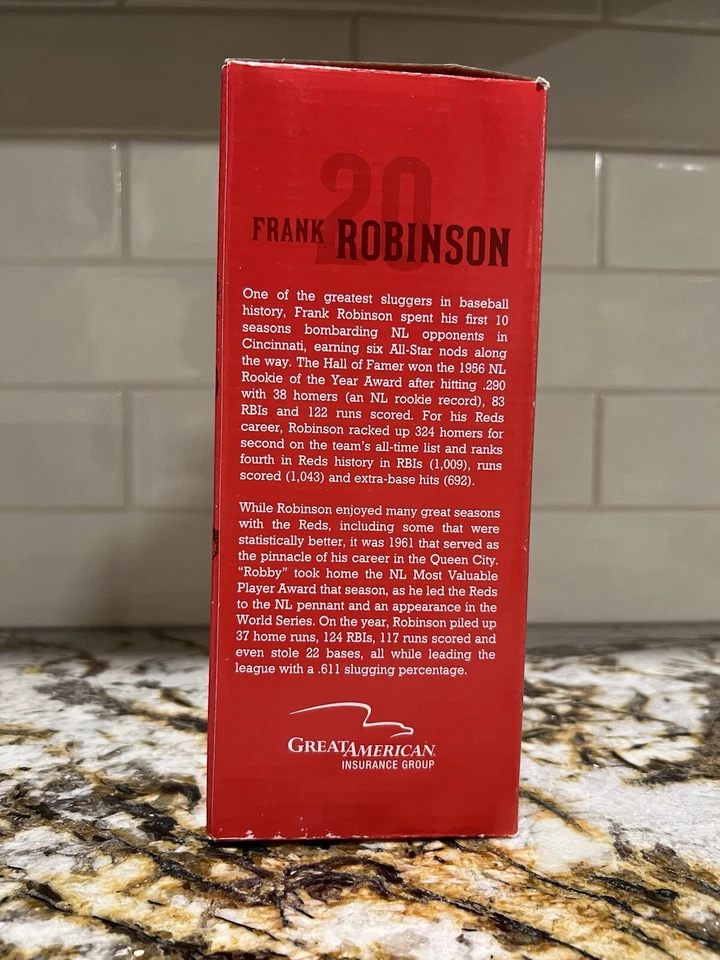 20
FRANK ROBINSON
One of the greatest sluggers in baseball
history, Frank Robinson spent his first 10
seasons bombarding NL opponents in
Cincinnati, earning six All-Star nods along
the way. The Hall of Famer won the 1956 NL
Rookie of the Year Award after hitting .290
with 38 homers (an NL rookie record), 83
RBIs and 122 runs scored. For his Reds
career, Robinson racked up 324 homers for
second on the team's all-time list and ranks
fourth in Reds history in RBIs (1,009), runs
scored (1,043) and extra-base hits (692).
While Robinson enjoyed many great seasons
with the Reds, including some that were
statistically better, it was 1961 that served as
the pinnacle of his career in the Queen City.
"Robby" took home the NL Most Valuable
Player Award that season, as he led the Reds
to the NL pennant and an appearance in the
World Series. On the year, Robinson piled up
37 home runs, 124 RBIs, 117 runs scored and
even stole 22 bases, all while leading the
league with a .611 slugging percentage.
GREATAMERICAN
INSURANCE GROUP